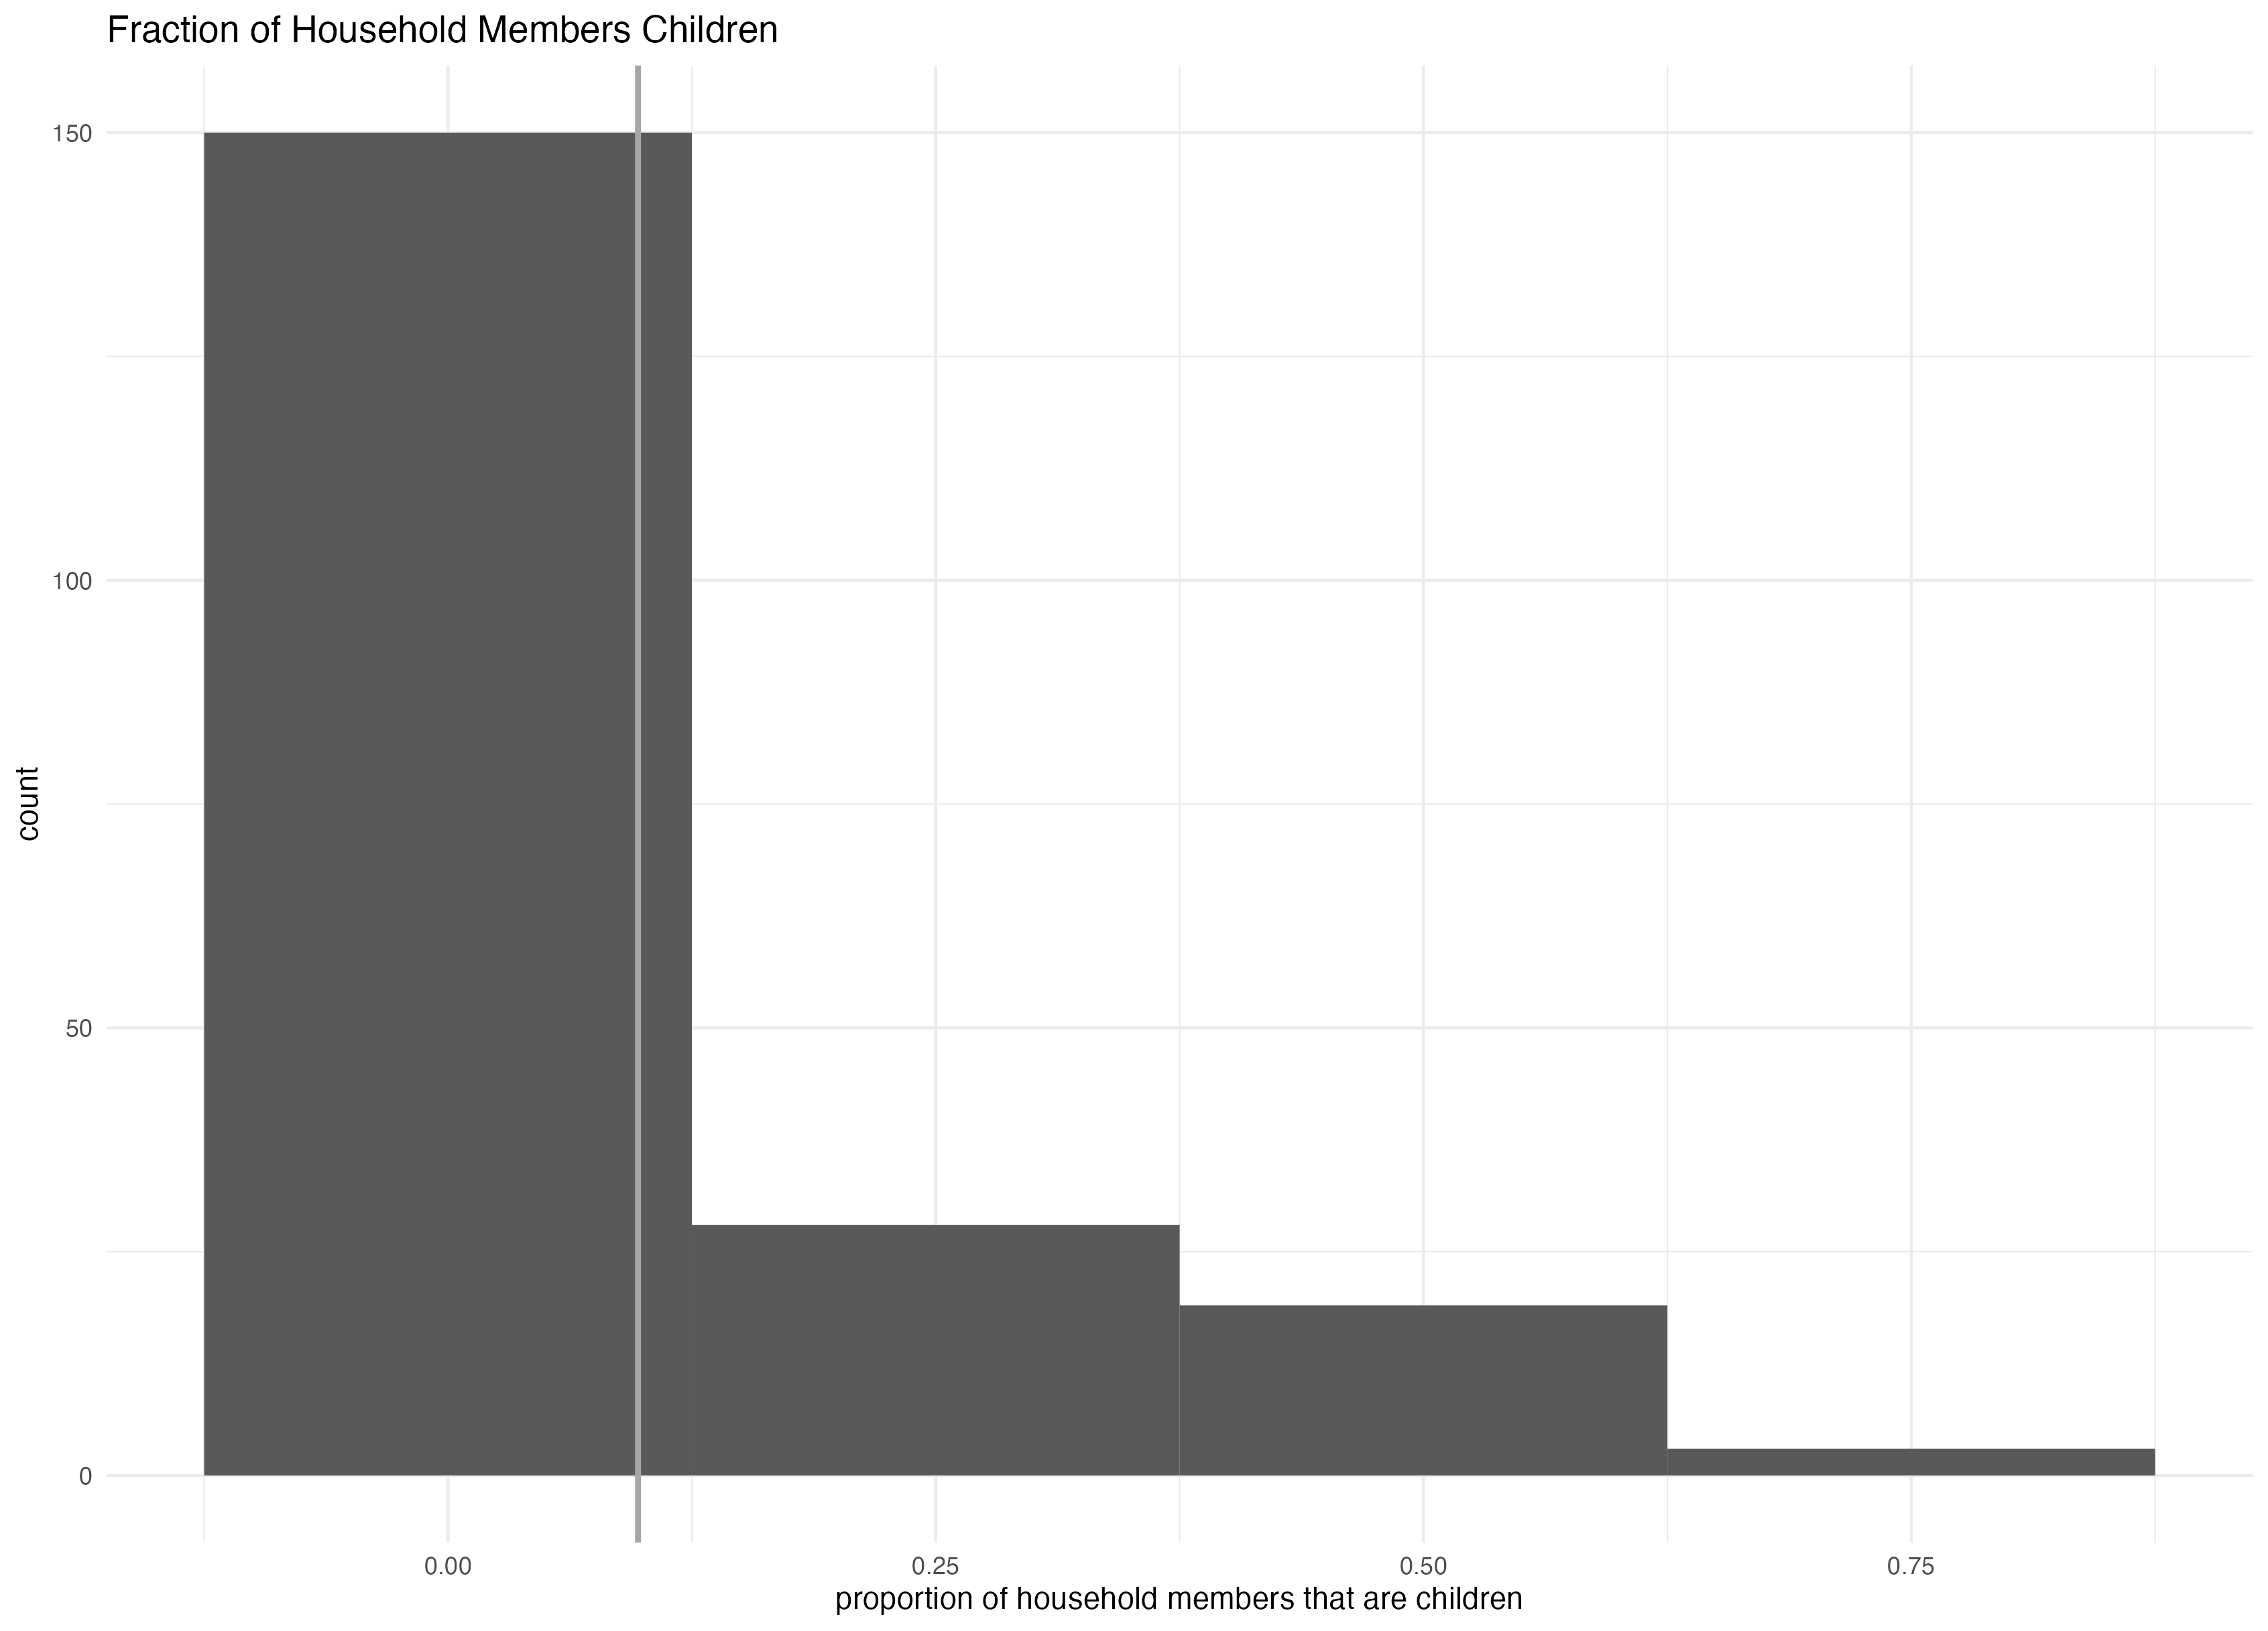 Fraction of Household Members Children
150
100
50
0
count
0.00
0.25
0.50
0.75
proportion of household members that are children